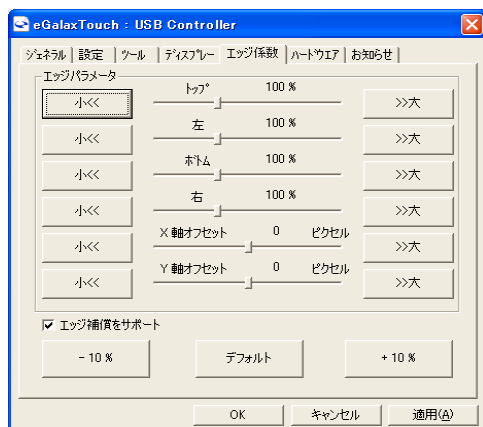 eGalaxTouch : USB Controller
ジェネラル 設定 ツール ディスプレー エッジ係数 ハードウエア お知らせ
エッジパラメータ
小<< トップ 100 % >>大
小<< 左 100 % >>大
小<< ボトム 100 % >>大
小<< 右 100 % >>大
小<< X 軸オフセット 0 ピクセル >>大
小<< Y 軸オフセット 0 ピクセル >>大
エッジ補償をサポート
- 10 % デフォルト + 10 %
OK キャンセル 適用(A)